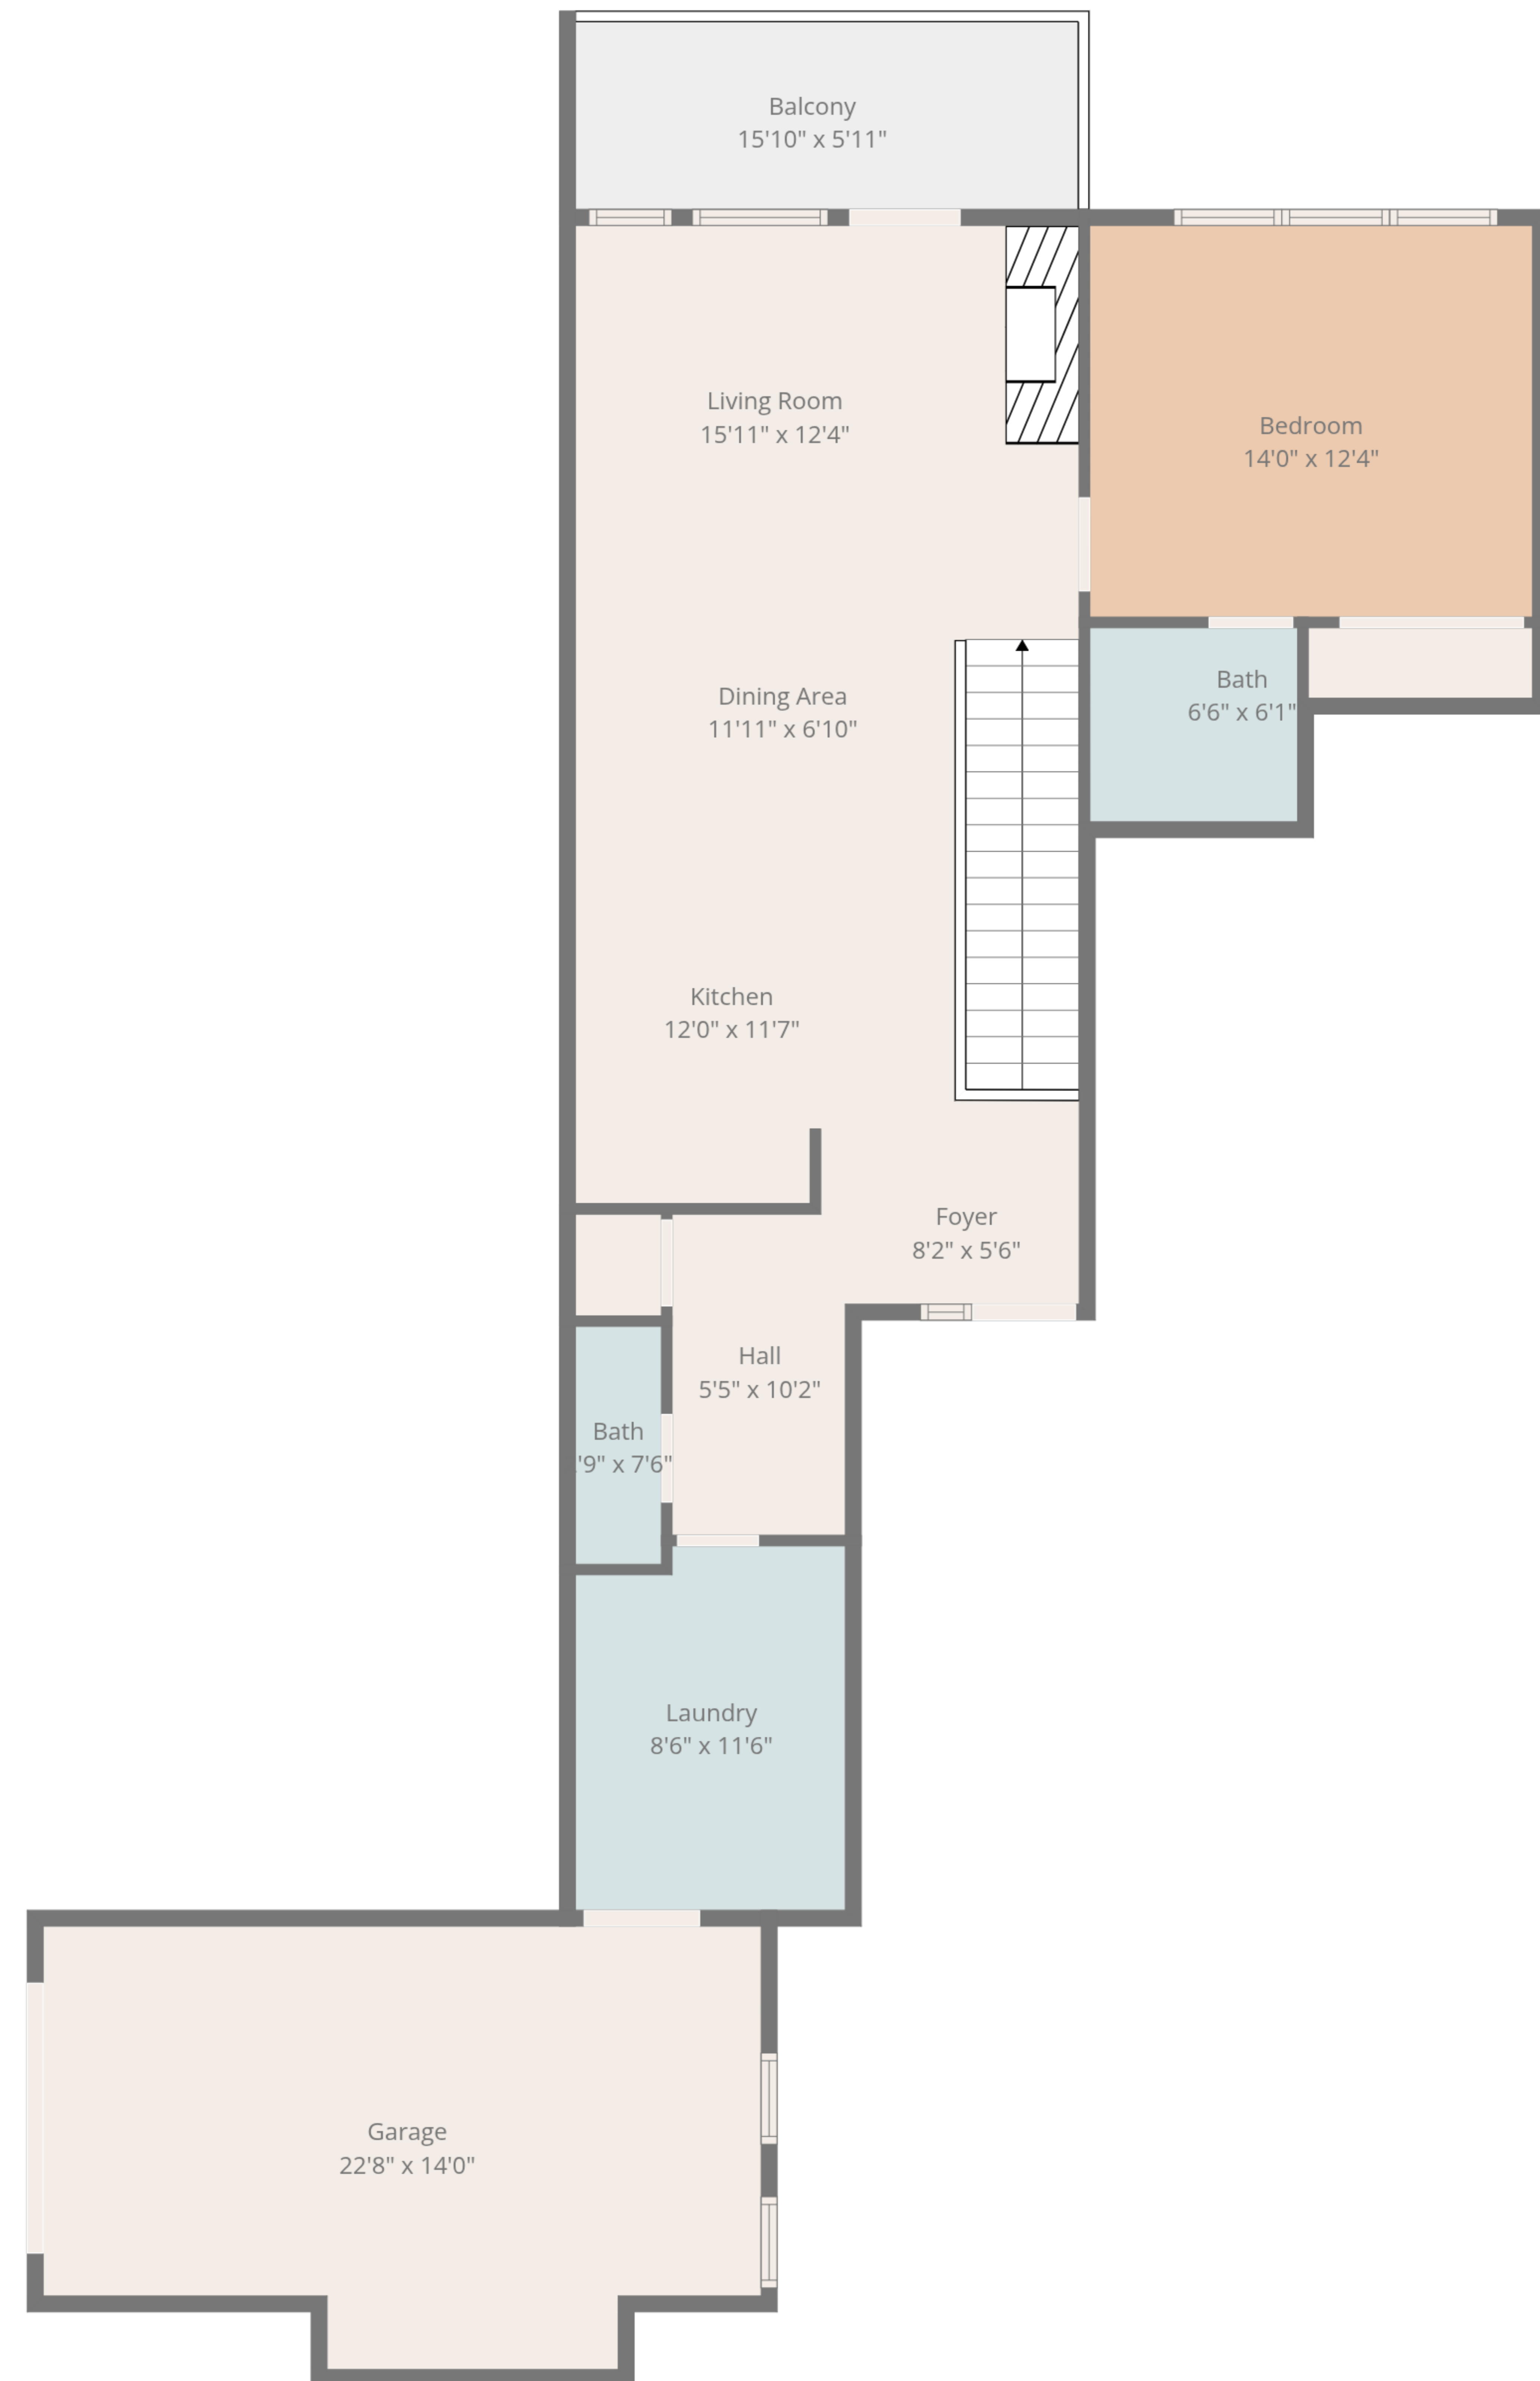 Balcony
15'10" x 5'11"
Living Room
15'11" x 12'4"
Bedroom
14'0" x 12'4"
Bath
6'6" x 6'1"
Dining Area
11'11" x 6'10"
Kitchen
12'0" x 11'7"
Foyer
8'2" x 5'6"
Hall
5'5" x 10'2"
Bath
'9" x 7'6"
Laundry
8'6" x 11'6"
Garage
22'8" x 14'0"